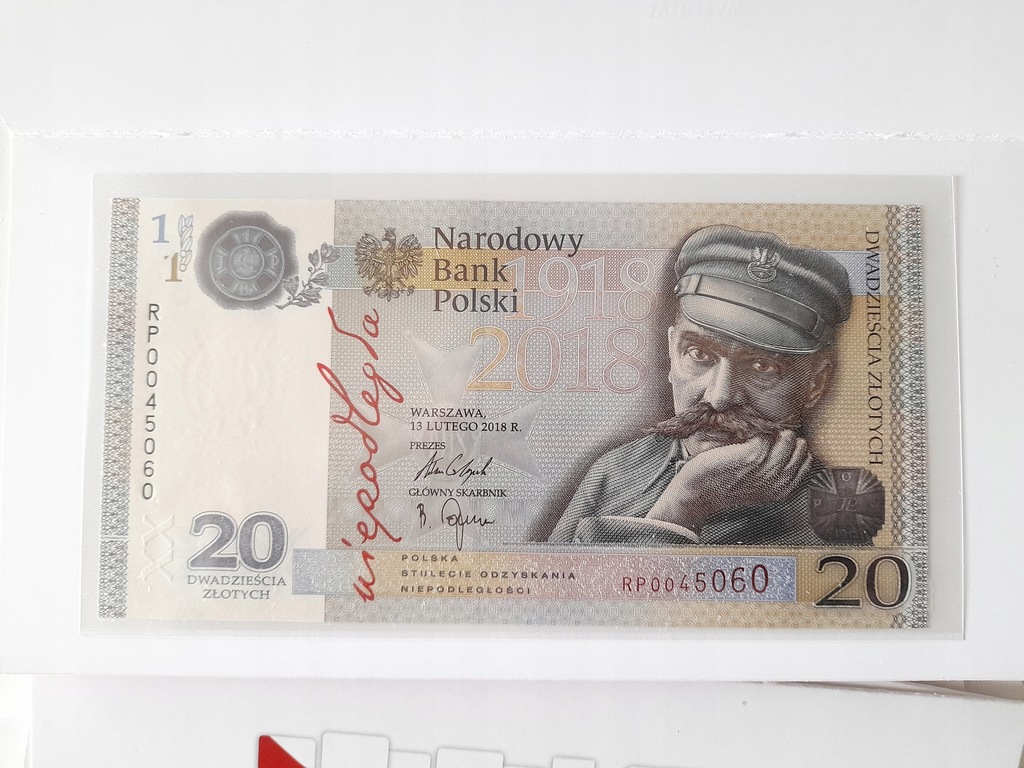 1
1
RP0045060
20
DWADZIEŚCIA
ZŁOTYCH
niepodległa
Narodowy
Bank
Polski
1918
2018
WARSZAWA,
13 LUTEGO 2018 R.
PREZES
GŁÓWNY SKARBNIK
POLSKA
STULECIE ODZYSKANIA
NIEPODLEGŁOŚCI
RP0045060
20
DWADZIEŚCIA ZŁOTYCH